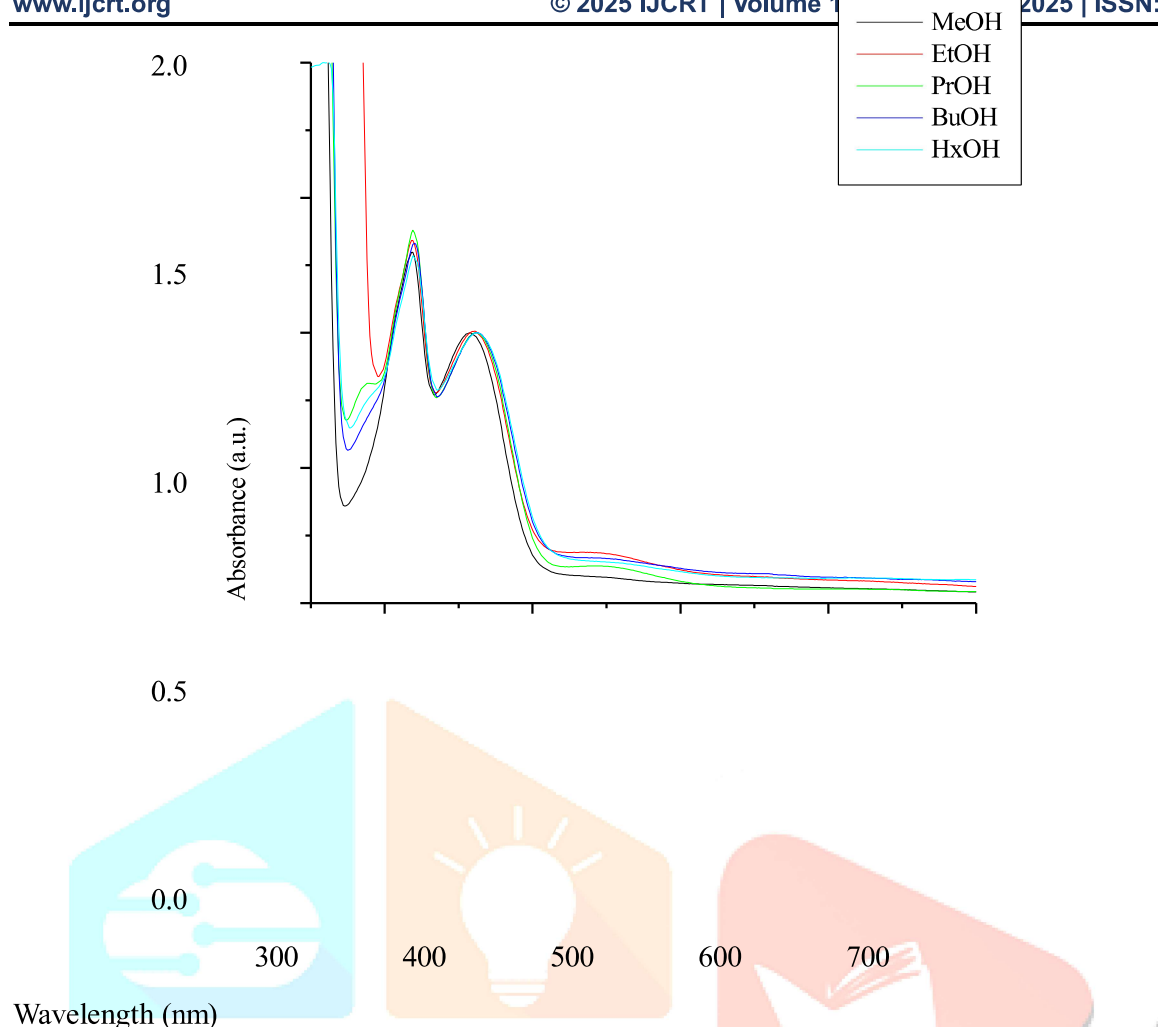 www.ijcrt.org
© 2025 IJCRT | Volume 1
2025 | ISSN:
MeOH
EtOH
PrOH
BuOH
HxOH
2.0
1.5
1.0
Absorbance (a.u.)
0.5
0.0
300 400 500 600 700
Wavelength (nm)